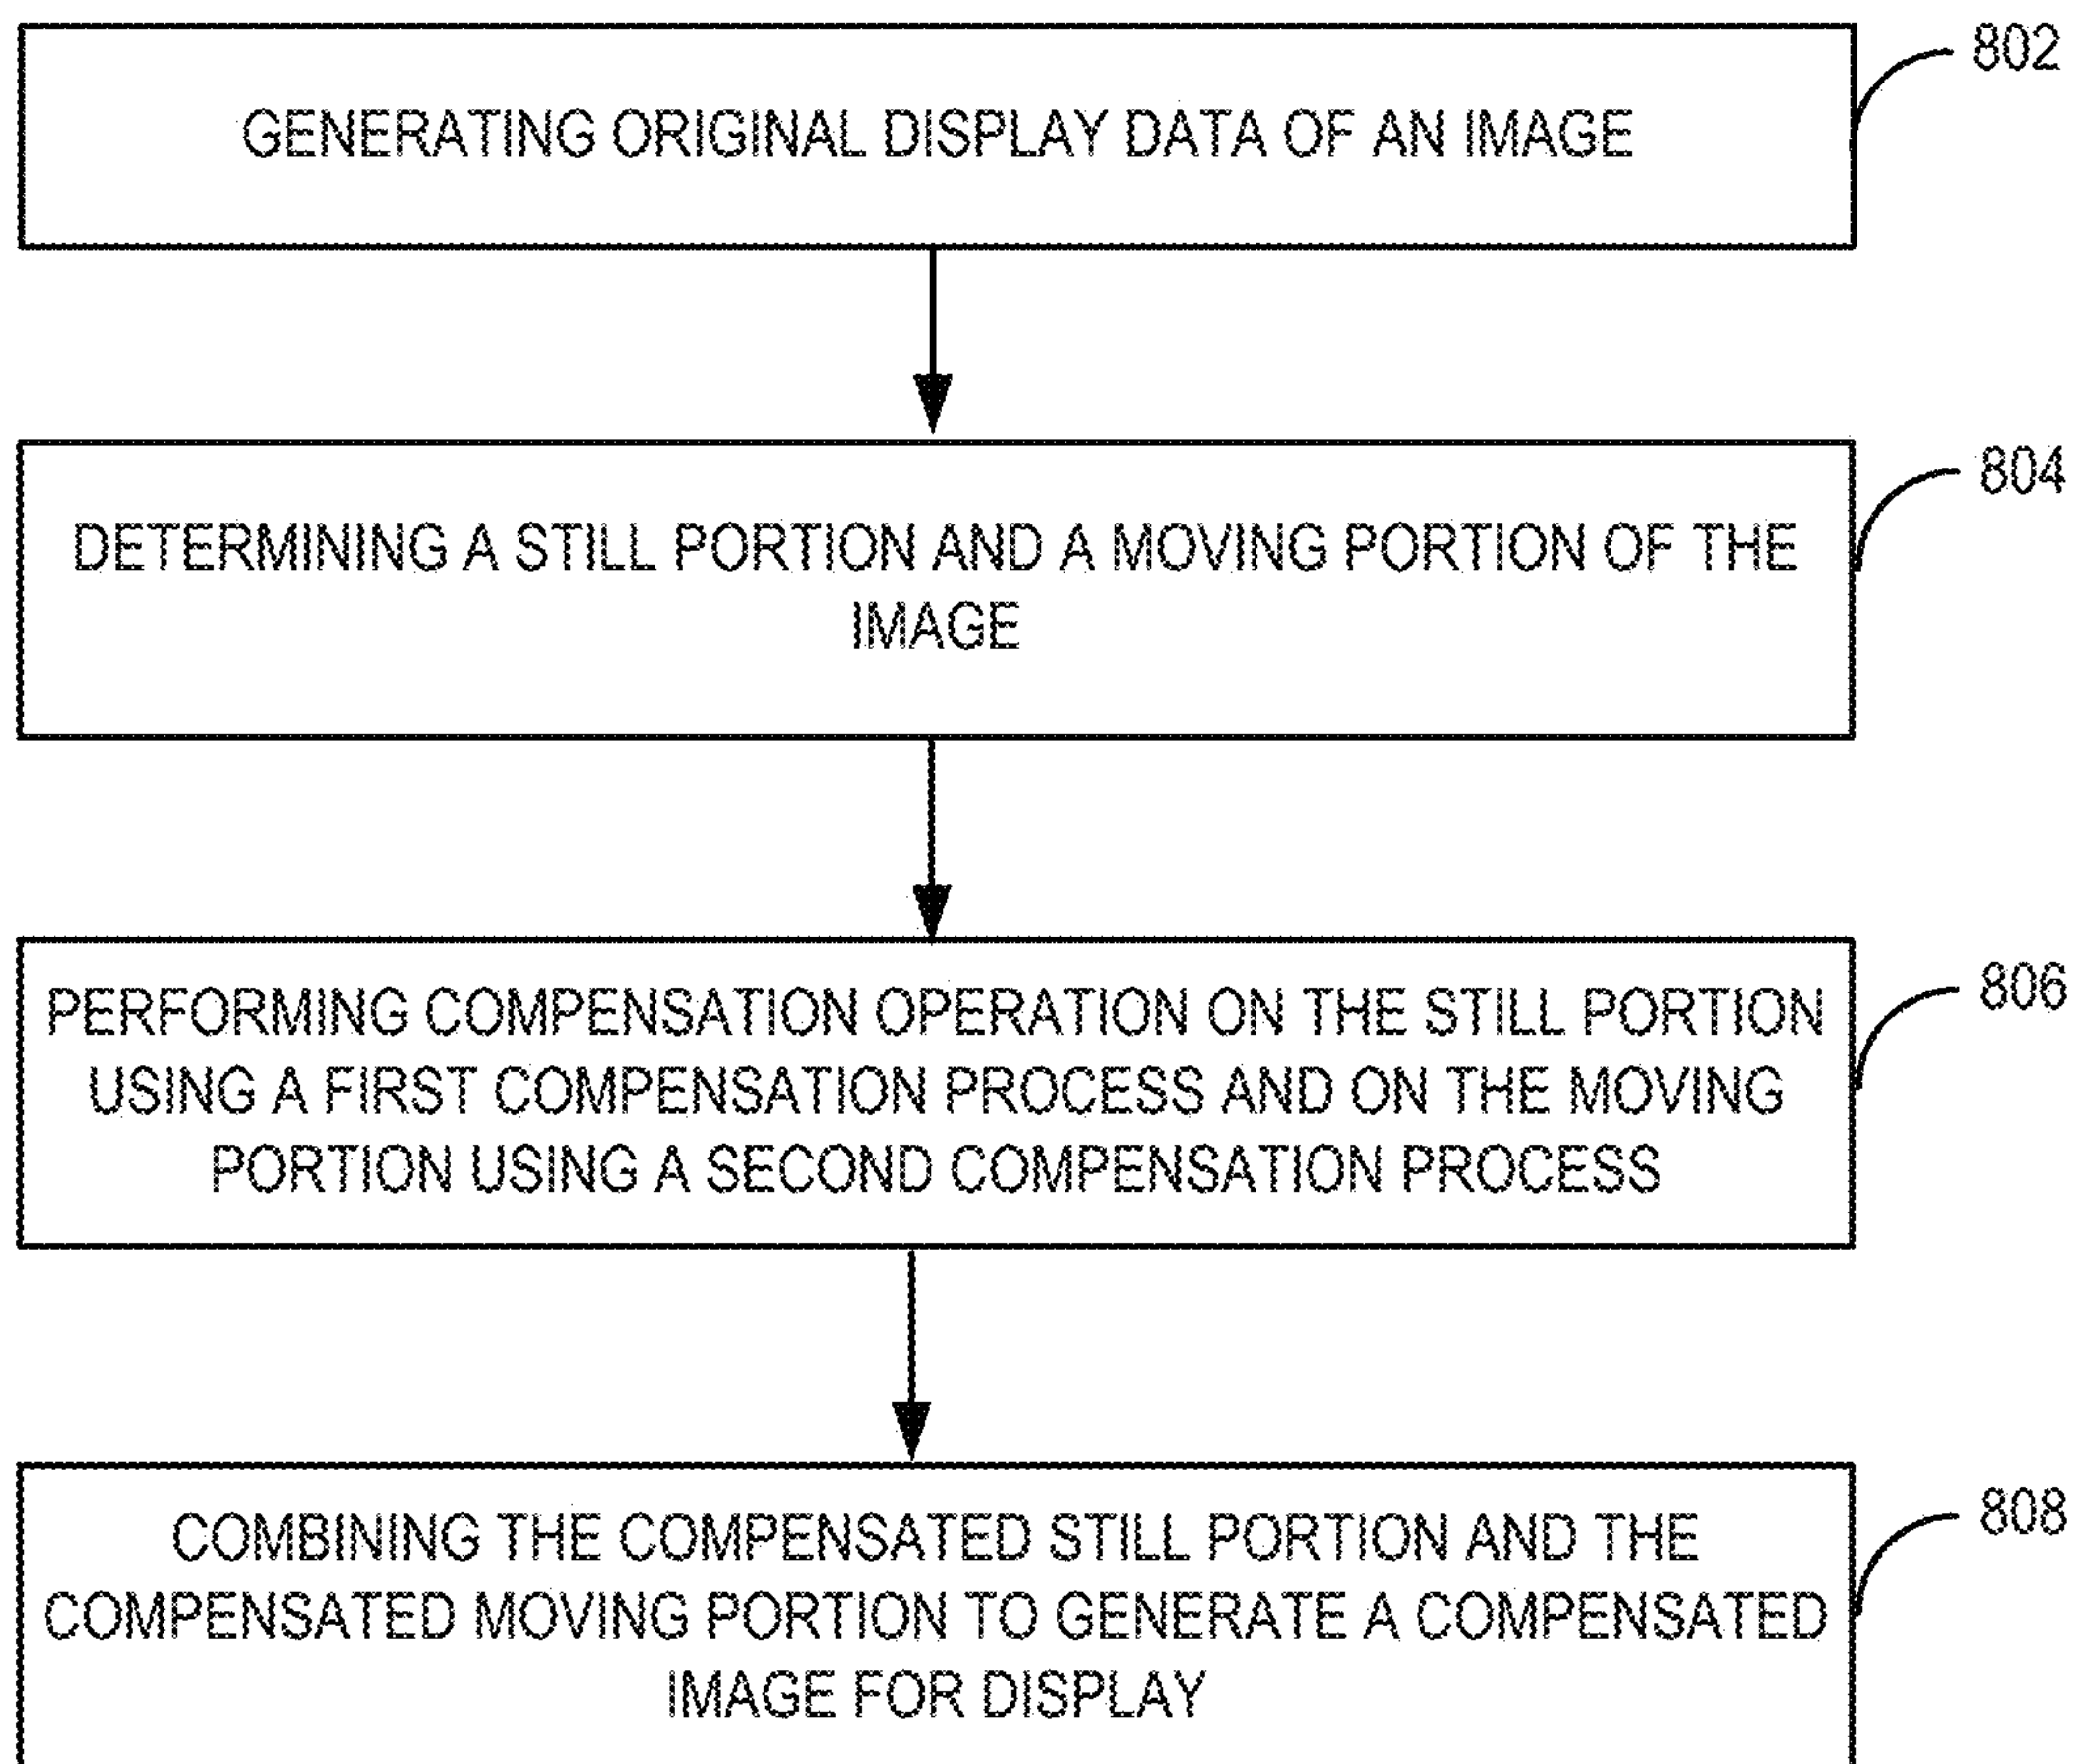 802
GENERATING ORIGINAL DISPLAY DATA OF AN IMAGE
804
DETERMINING A STILL PORTION AND A MOVING PORTION OF THE
IMAGE
806
PERFORMING COMPENSATION OPERATION ON THE STILL PORTION
USING A FIRST COMPENSATION PROCESS AND ON THE MOVING
PORTION USING A SECOND COMPENSATION PROCESS
808
COMBINING THE COMPENSATED STILL PORTION AND THE
COMPENSATED MOVING PORTION TO GENERATE A COMPENSATED
IMAGE FOR DISPLAY